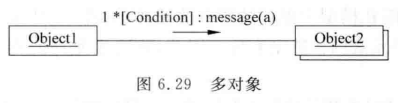 1 *[Condition] : message(a)
Object1
Object2
图 6.29 多对象